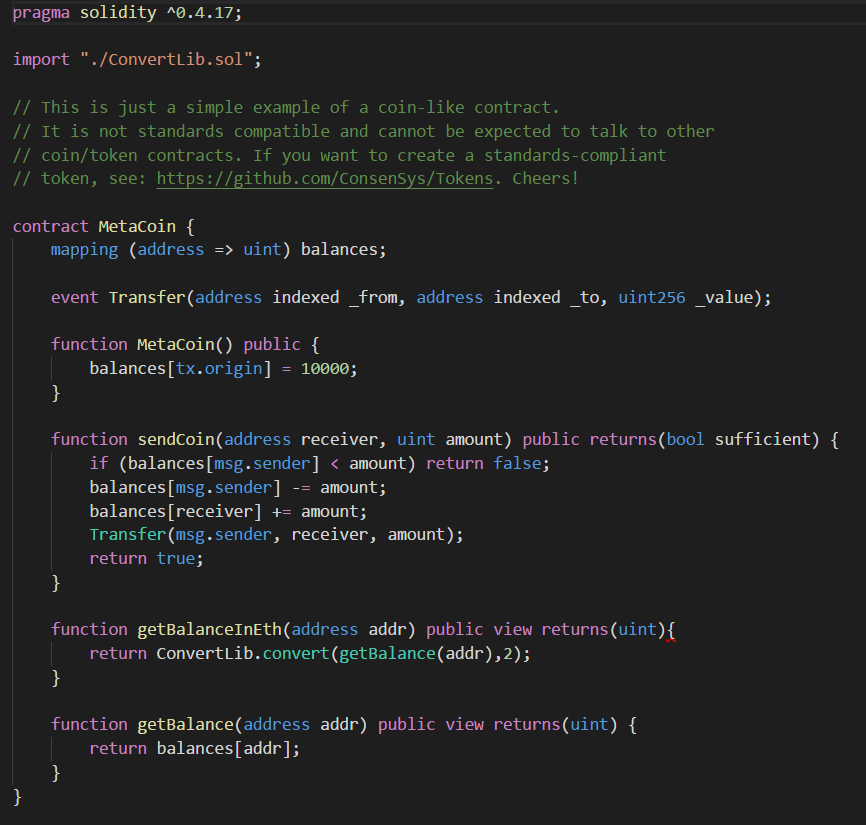 pragma solidity ^0.4.17;
import "./ConvertLib.sol";
// This is just a simple example of a coin-like contract.
// It is not standards compatible and cannot be expected to talk to other
// coin/token contracts. If you want to create a standards-compliant
// token, see: https://github.com/ConsenSys/Tokens. Cheers!
contract MetaCoin {
    mapping (address => uint) balances;
    event Transfer(address indexed _from, address indexed _to, uint256 _value);
    function MetaCoin() public {
        balances[tx.origin] = 10000;
    }
    function sendCoin(address receiver, uint amount) public returns(bool sufficient) {
        if (balances[msg.sender] < amount) return false;
        balances[msg.sender] -= amount;
        balances[receiver] += amount;
        Transfer(msg.sender, receiver, amount);
        return true;
    }
    function getBalanceInEth(address addr) public view returns(uint){
        return ConvertLib.convert(getBalance(addr),2);
    }
    function getBalance(address addr) public view returns(uint) {
        return balances[addr];
    }
}